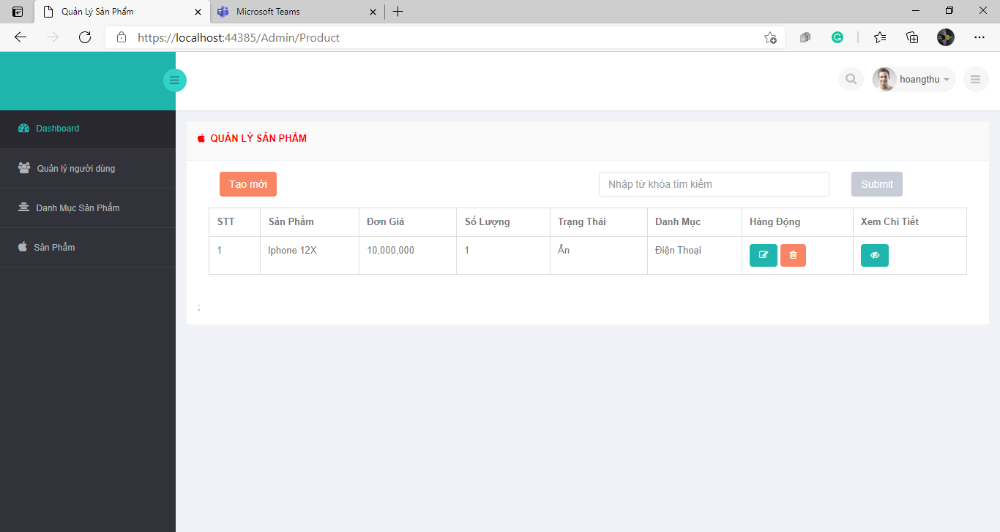 Quản Lý Sản Phẩm
Microsoft Teams
https://localhost:44385/Admin/Product
hoangthu
Dashboard
Quản lý người dùng
Danh Mục Sản Phẩm
Sản Phẩm
QUẢN LÝ SẢN PHẨM
Tạo mới Nhập từ khóa tìm kiếm Submit
STT Sản Phẩm Đơn Giá Số Lượng Trạng Thái Danh Mục Hàng Động Xem Chi Tiết
1 Iphone 12X 10,000,000 1 Ẩn Điện Thoại
;